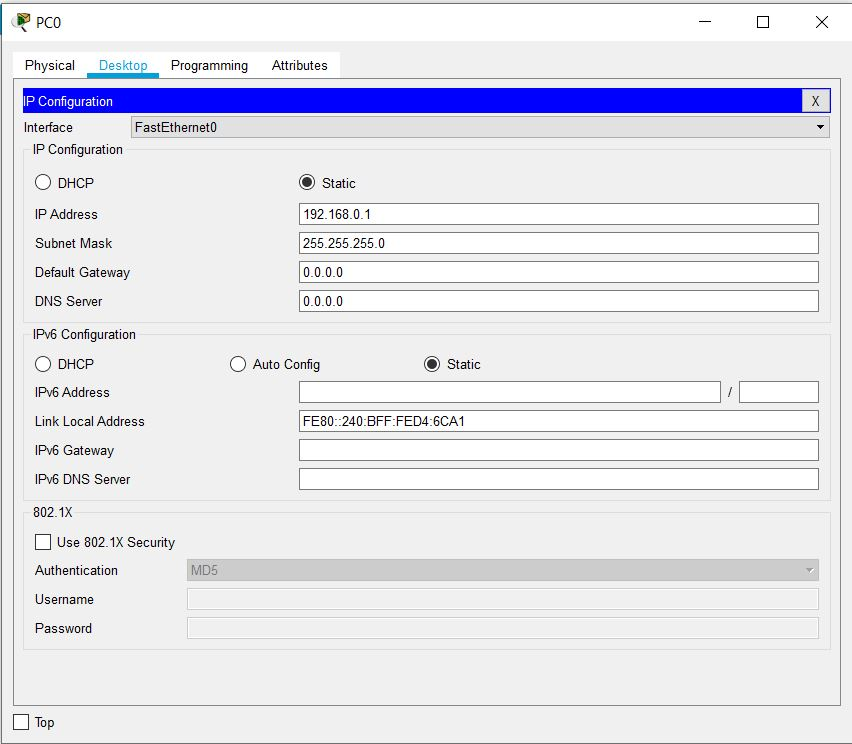 PC0
Physical Desktop Programming Attributes
IP Configuration X
Interface FastEthernet0
IP Configuration
DHCP Static
IP Address 192.168.0.1
Subnet Mask 255.255.255.0
Default Gateway 0.0.0.0
DNS Server 0.0.0.0
IPv6 Configuration
DHCP Auto Config Static
IPv6 Address /
Link Local Address FE80::240:BFF:FED4:6CA1
IPv6 Gateway
IPv6 DNS Server
802.1X
Use 802.1X Security
Authentication MD5
Username
Password
Top